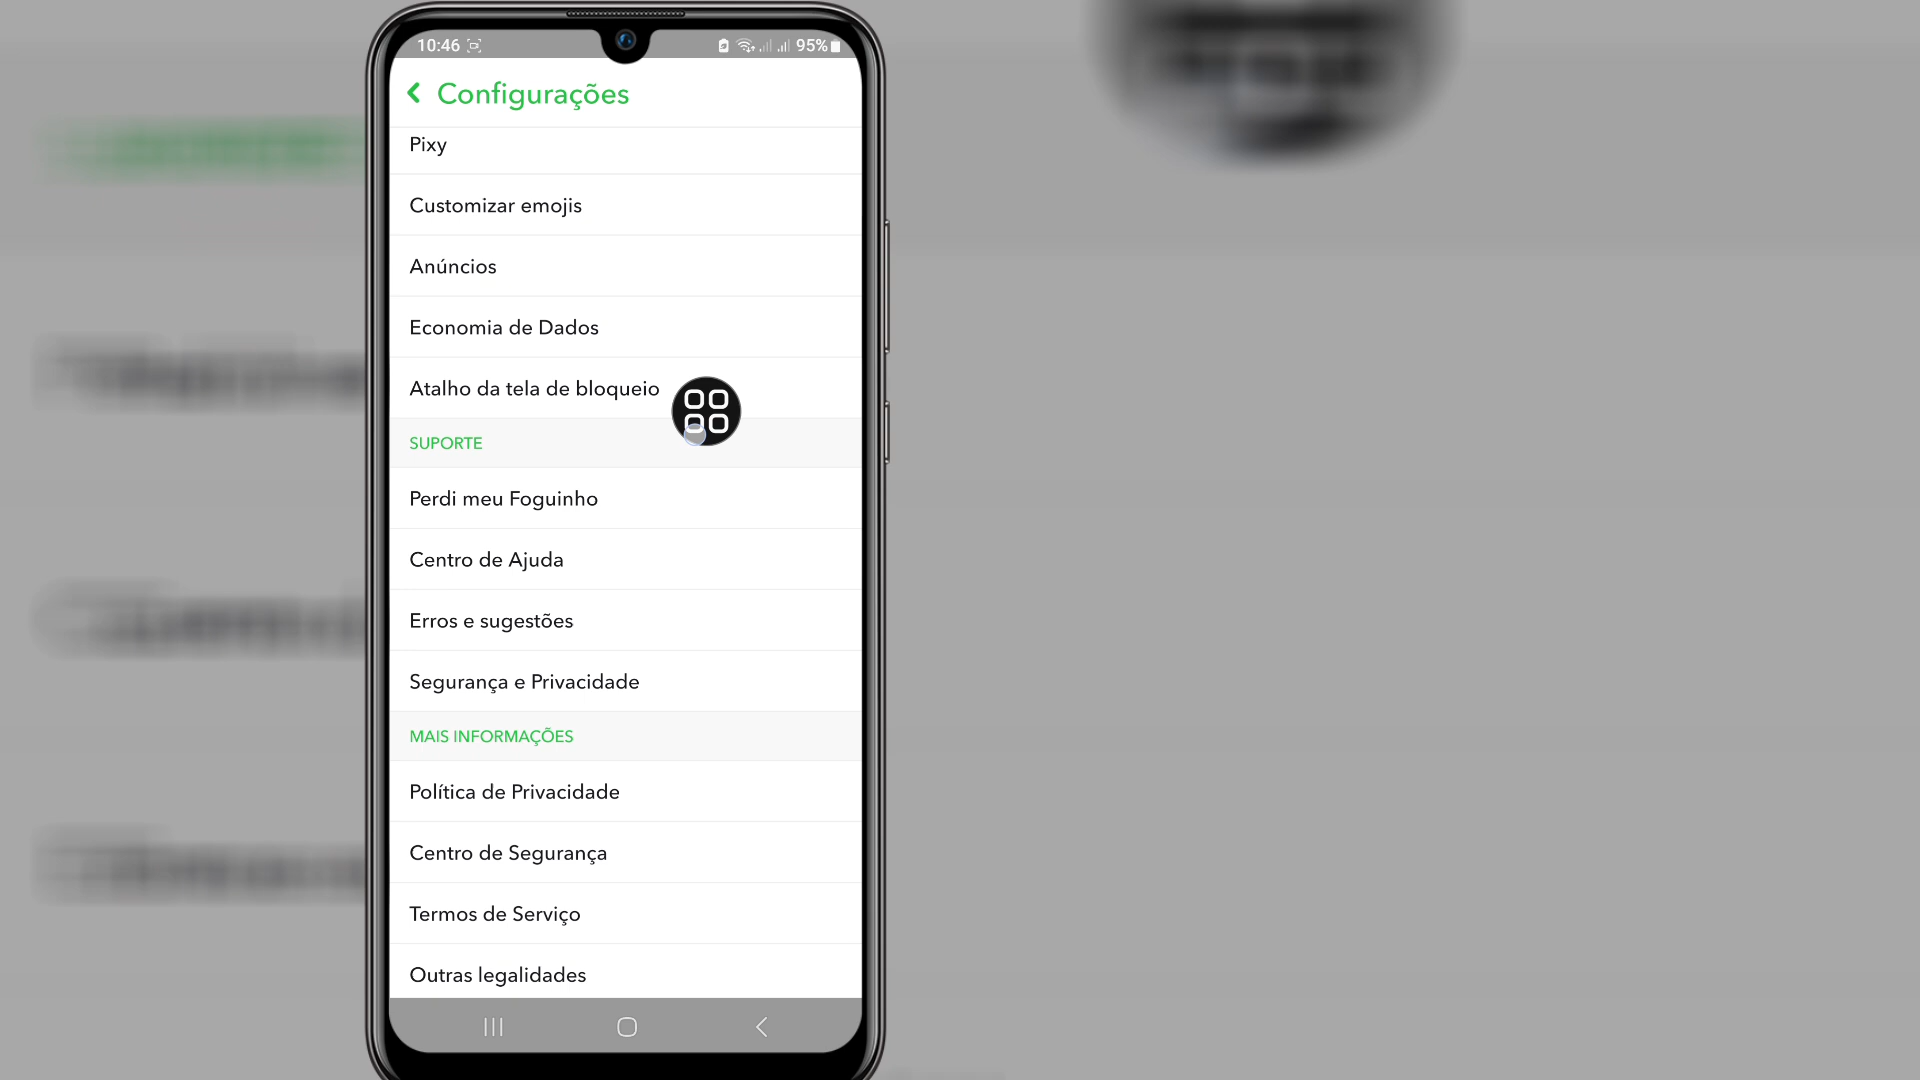 10:46
95%
Configurações
Pixy
Customizar emojis
Anúncios
Economia de Dados
Atalho da tela de bloqueio
SUPORTE
Perdi meu Foguinho
Centro de Ajuda
Erros e sugestões
Segurança e Privacidade
MAIS INFORMAÇÕES
Política de Privacidade
Centro de Segurança
Termos de Serviço
Outras legalidades